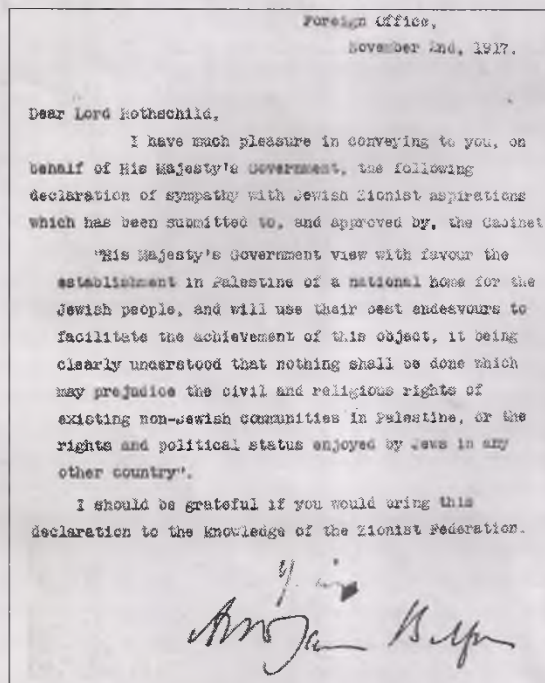 Foreign Office,
November 2nd, 1917.
Dear Lord Rothschild,
I have much pleasure in conveying to you, on
behalf of His Majesty's Government, the following
declaration of sympathy with Jewish Zionist aspirations
which has been submitted to, and approved by, the Cabinet
"His Majesty's Government view with favour the
establishment in Palestine of a national home for the
Jewish people, and will use their best endeavours to
facilitate the achievement of this object, it being
clearly understood that nothing shall be done which
may prejudice the civil and religious rights of
existing non-Jewish communities in Palestine, or the
rights and political status enjoyed by Jews in any
other country".
I should be grateful if you would bring this
declaration to the knowledge of the Zionist Federation.
Arthur James Balfour